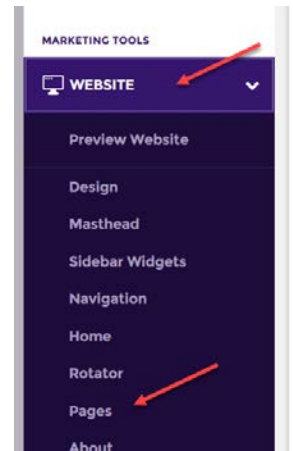 MARKETING TOOLS
WEBSITE
Preview Website
Design
Masthead
Sidebar Widgets
Navigation
Home
Rotator
Pages
About